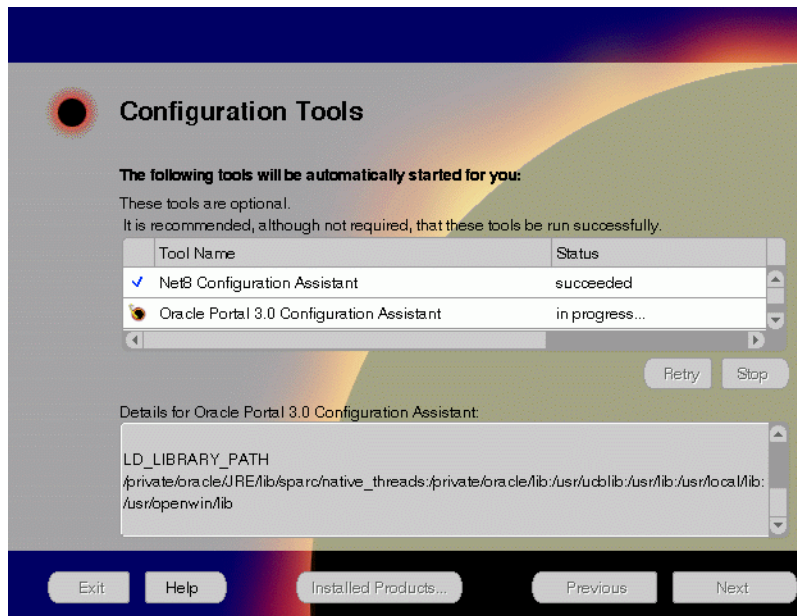 Configuration Tools
The following tools will be automatically started for you:
These tools are optional.
It is recommended, although not required, that these tools be run successfully.
Tool Name Status
Net8 Configuration Assistant succeeded
Oracle Portal 3.0 Configuration Assistant in progress...
Retry Stop
Details for Oracle Portal 3.0 Configuration Assistant:
LD_LIBRARY_PATH
/private/oracle/JRE/lib/sparc/native_threads:/private/oracle/lib:/usr/ucblib:/usr/lib:/usr/local/lib:
/usr/openwin/lib
Exit Help Installed Products... Previous Next